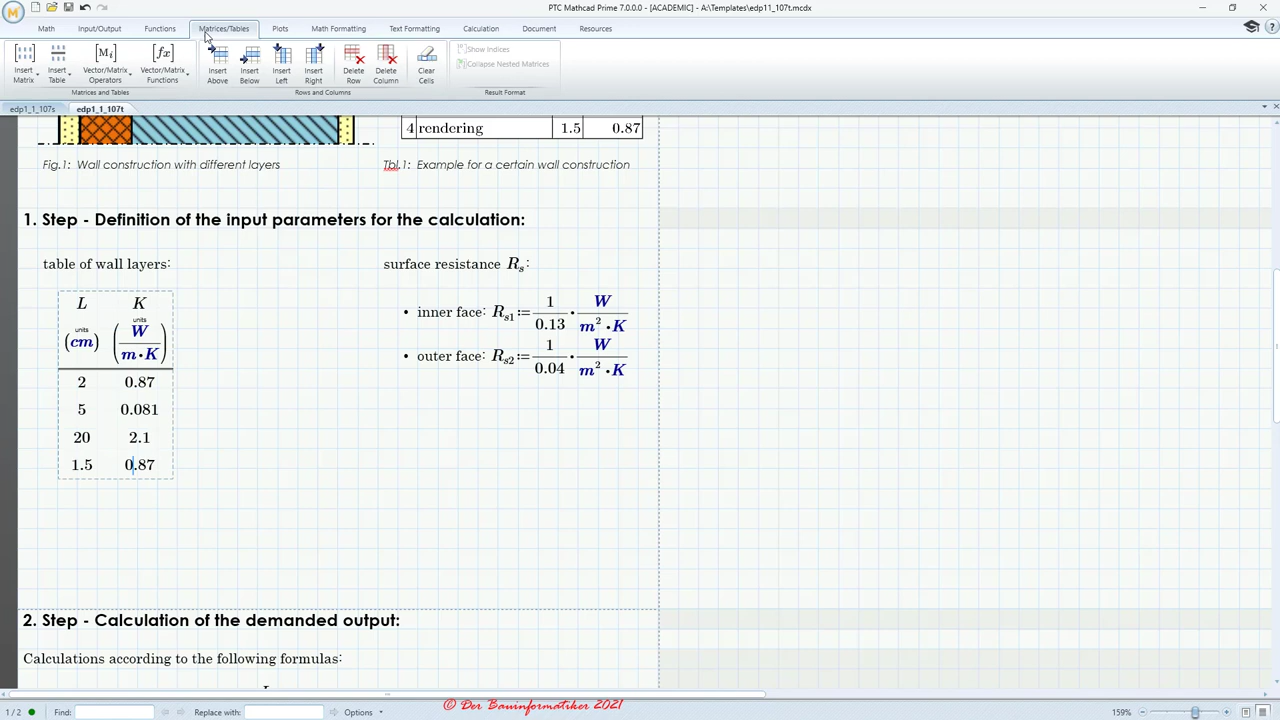 PTC Mathcad Prime 7.0.0.0 - [ACADEMIC] - A:\Templates\edp11_107t.mcdx
Math Input/Output Functions Matrices/Tables Plots Math Formatting Text Formatting Calculation Document Resources
Insert Matrix Insert Table Vector/Matrix Operators Vector/Matrix Functions Insert Above Insert Below Insert Left Insert Right Delete Row Delete Column Clear Cells Show Indices
Collapse Nested Matrices
Matrices and Tables Rows and Columns Result Format
edp1_1_107s edp1_1_107t
4 rendering 1.5 0.87
Fig.1: Wall construction with different layers Tbl.1: Example for a certain wall construction
1. Step - Definition of the input parameters for the calculation:
table of wall layers: surface resistance Rs:
L K
units units
(cm) (W/m·K)
2 0.87
5 0.081
20 2.1
1.5 0.87
• inner face: Rs1:=1/0.13·W/m²·K
• outer face: Rs2:=1/0.04·W/m²·K
2. Step - Calculation of the demanded output:
Calculations according to the following formulas:
© Der Bauinformatiker 2021
1 / 2 Find: Replace with: Options 159%